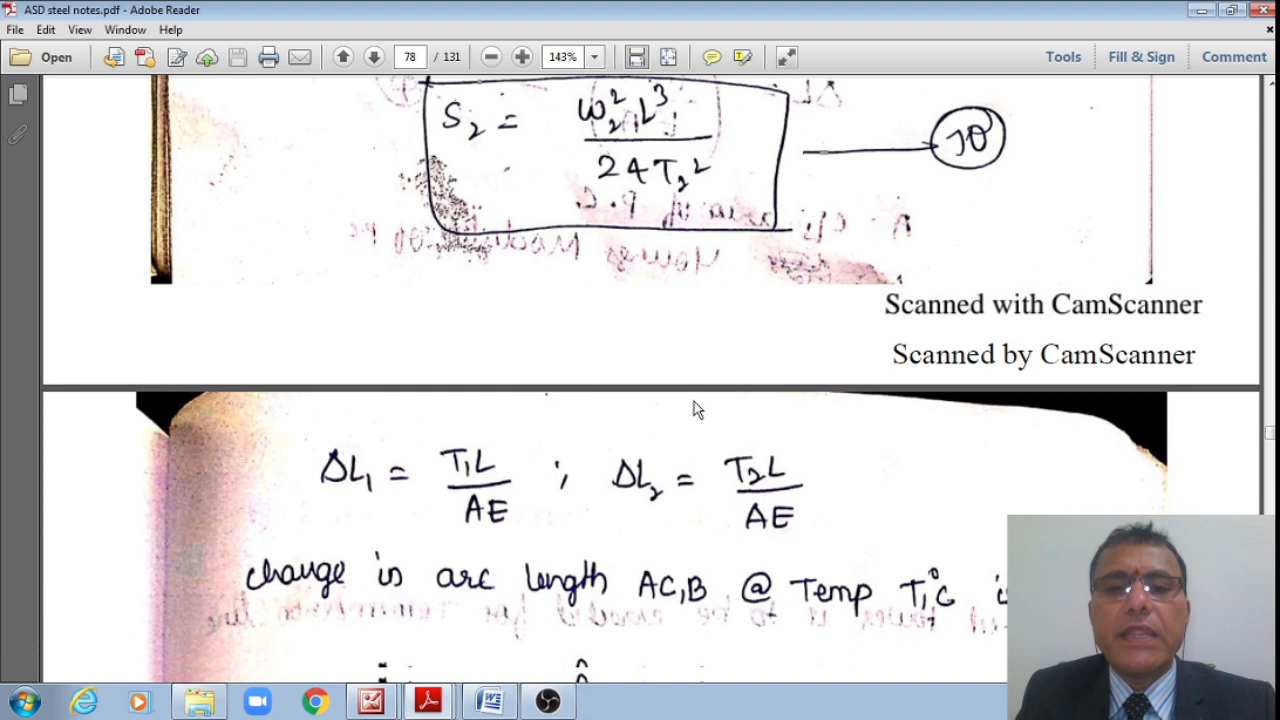 ASD steel notes.pdf - Adobe Reader
File Edit View Window Help
Open 78 / 131 143% Tools Fill & Sign Comment
S₂ = w₂²L³ / 24T₂² 10
Scanned with CamScanner
Scanned by CamScanner
ΔL₁ = T₁L / AE ; ΔL₂ = T₂L / AE
change in arc length AC₁B @ Temp T₁°C